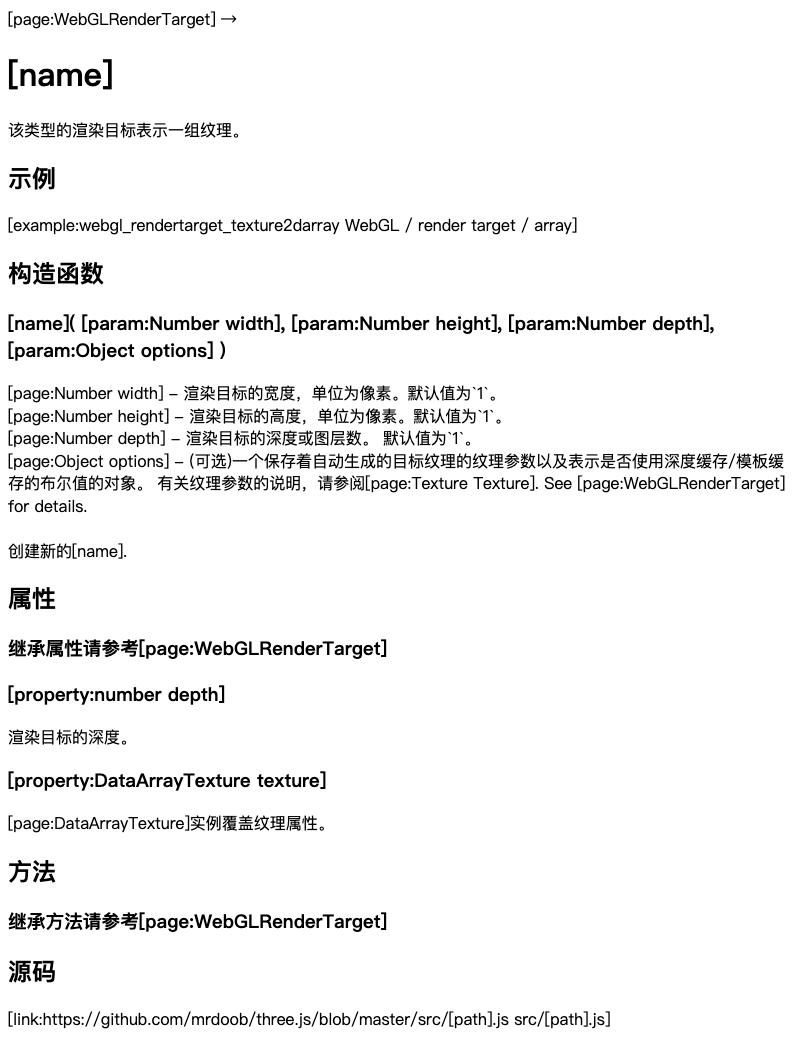 [page:WebGLRenderTarget] →
[name]
该类型的渲染目标表示一组纹理。
示例
[example:webgl_rendertarget_texture2darray WebGL / render target / array]
构造函数
[name]( [param:Number width], [param:Number height], [param:Number depth],
[param:Object options] )
[page:Number width] – 渲染目标的宽度，单位为像素。默认值为`1`。
[page:Number height] – 渲染目标的高度，单位为像素。默认值为`1`。
[page:Number depth] – 渲染目标的深度或图层数。 默认值为`1`。
[page:Object options] – (可选)一个保存着自动生成的目标纹理的纹理参数以及表示是否使用深度缓存/模板缓
存的布尔值的对象。 有关纹理参数的说明，请参阅[page:Texture Texture]. See [page:WebGLRenderTarget]
for details.
创建新的[name].
属性
继承属性请参考[page:WebGLRenderTarget]
[property:number depth]
渲染目标的深度。
[property:DataArrayTexture texture]
[page:DataArrayTexture]实例覆盖纹理属性。
方法
继承方法请参考[page:WebGLRenderTarget]
源码
[link:https://github.com/mrdoob/three.js/blob/master/src/[path].js src/[path].js]